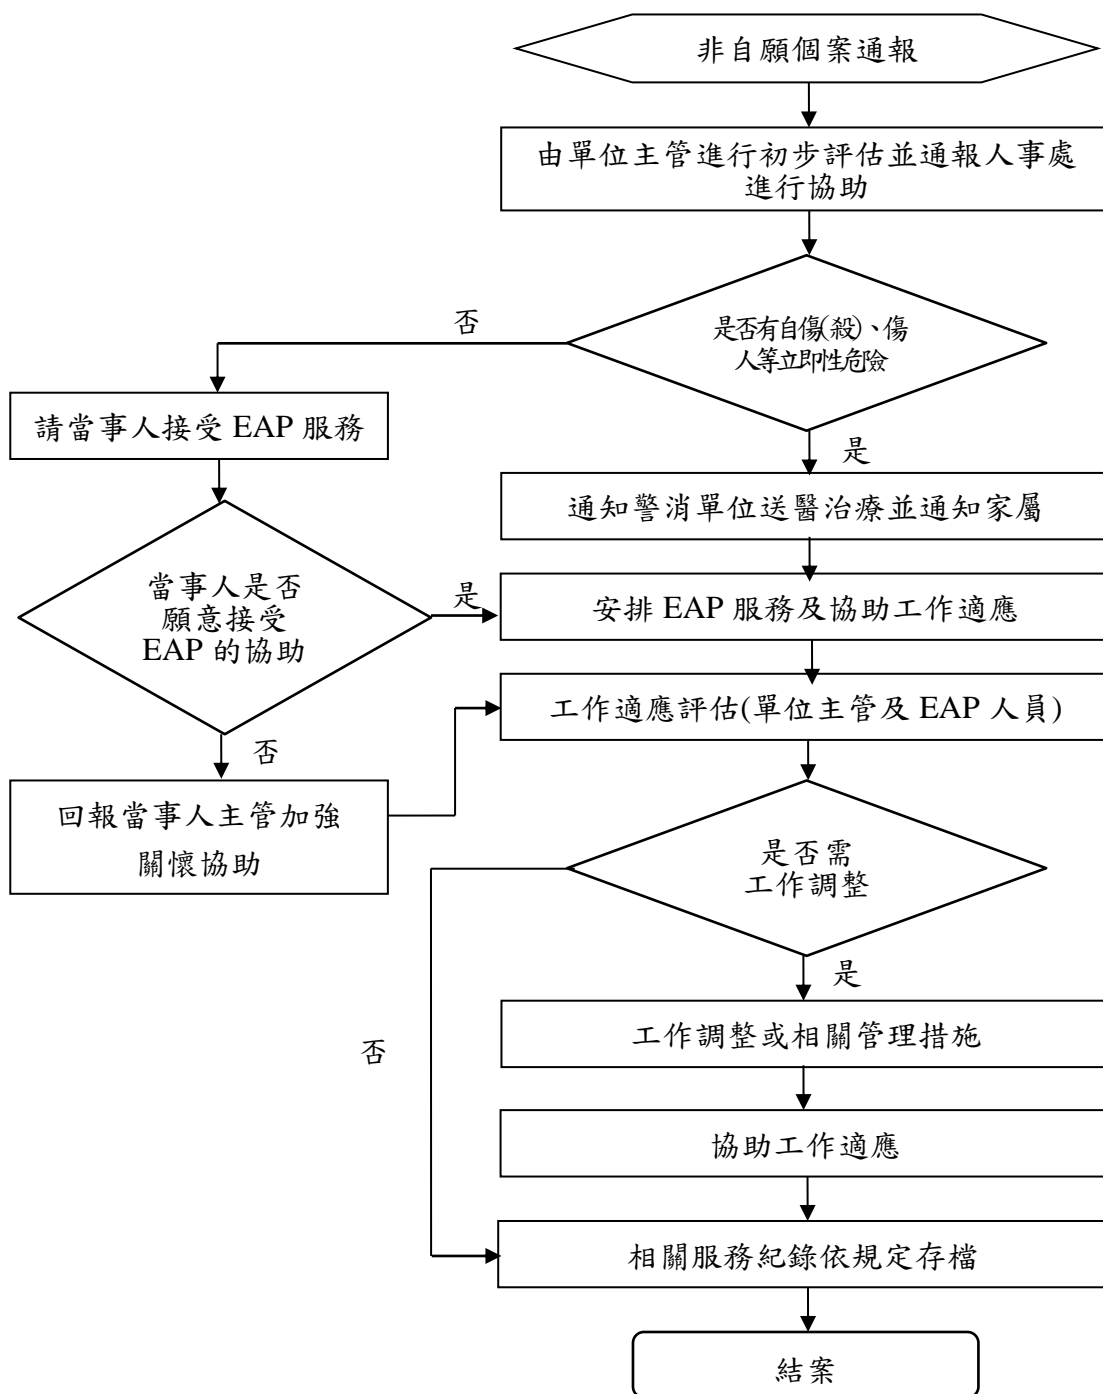 非自願個案通報
由單位主管進行初步評估並通報人事處
進行協助
否
是否有自傷(殺)、傷
人等立即性危險
請當事人接受 EAP 服務
是
通知警消單位送醫治療並通知家屬
當事人是否
願意接受
EAP 的協助
是
安排 EAP 服務及協助工作適應
工作適應評估(單位主管及 EAP 人員)
否
回報當事人主管加強
關懷協助
是否需
工作調整
是
工作調整或相關管理措施
否
協助工作適應
相關服務紀錄依規定存檔
結案